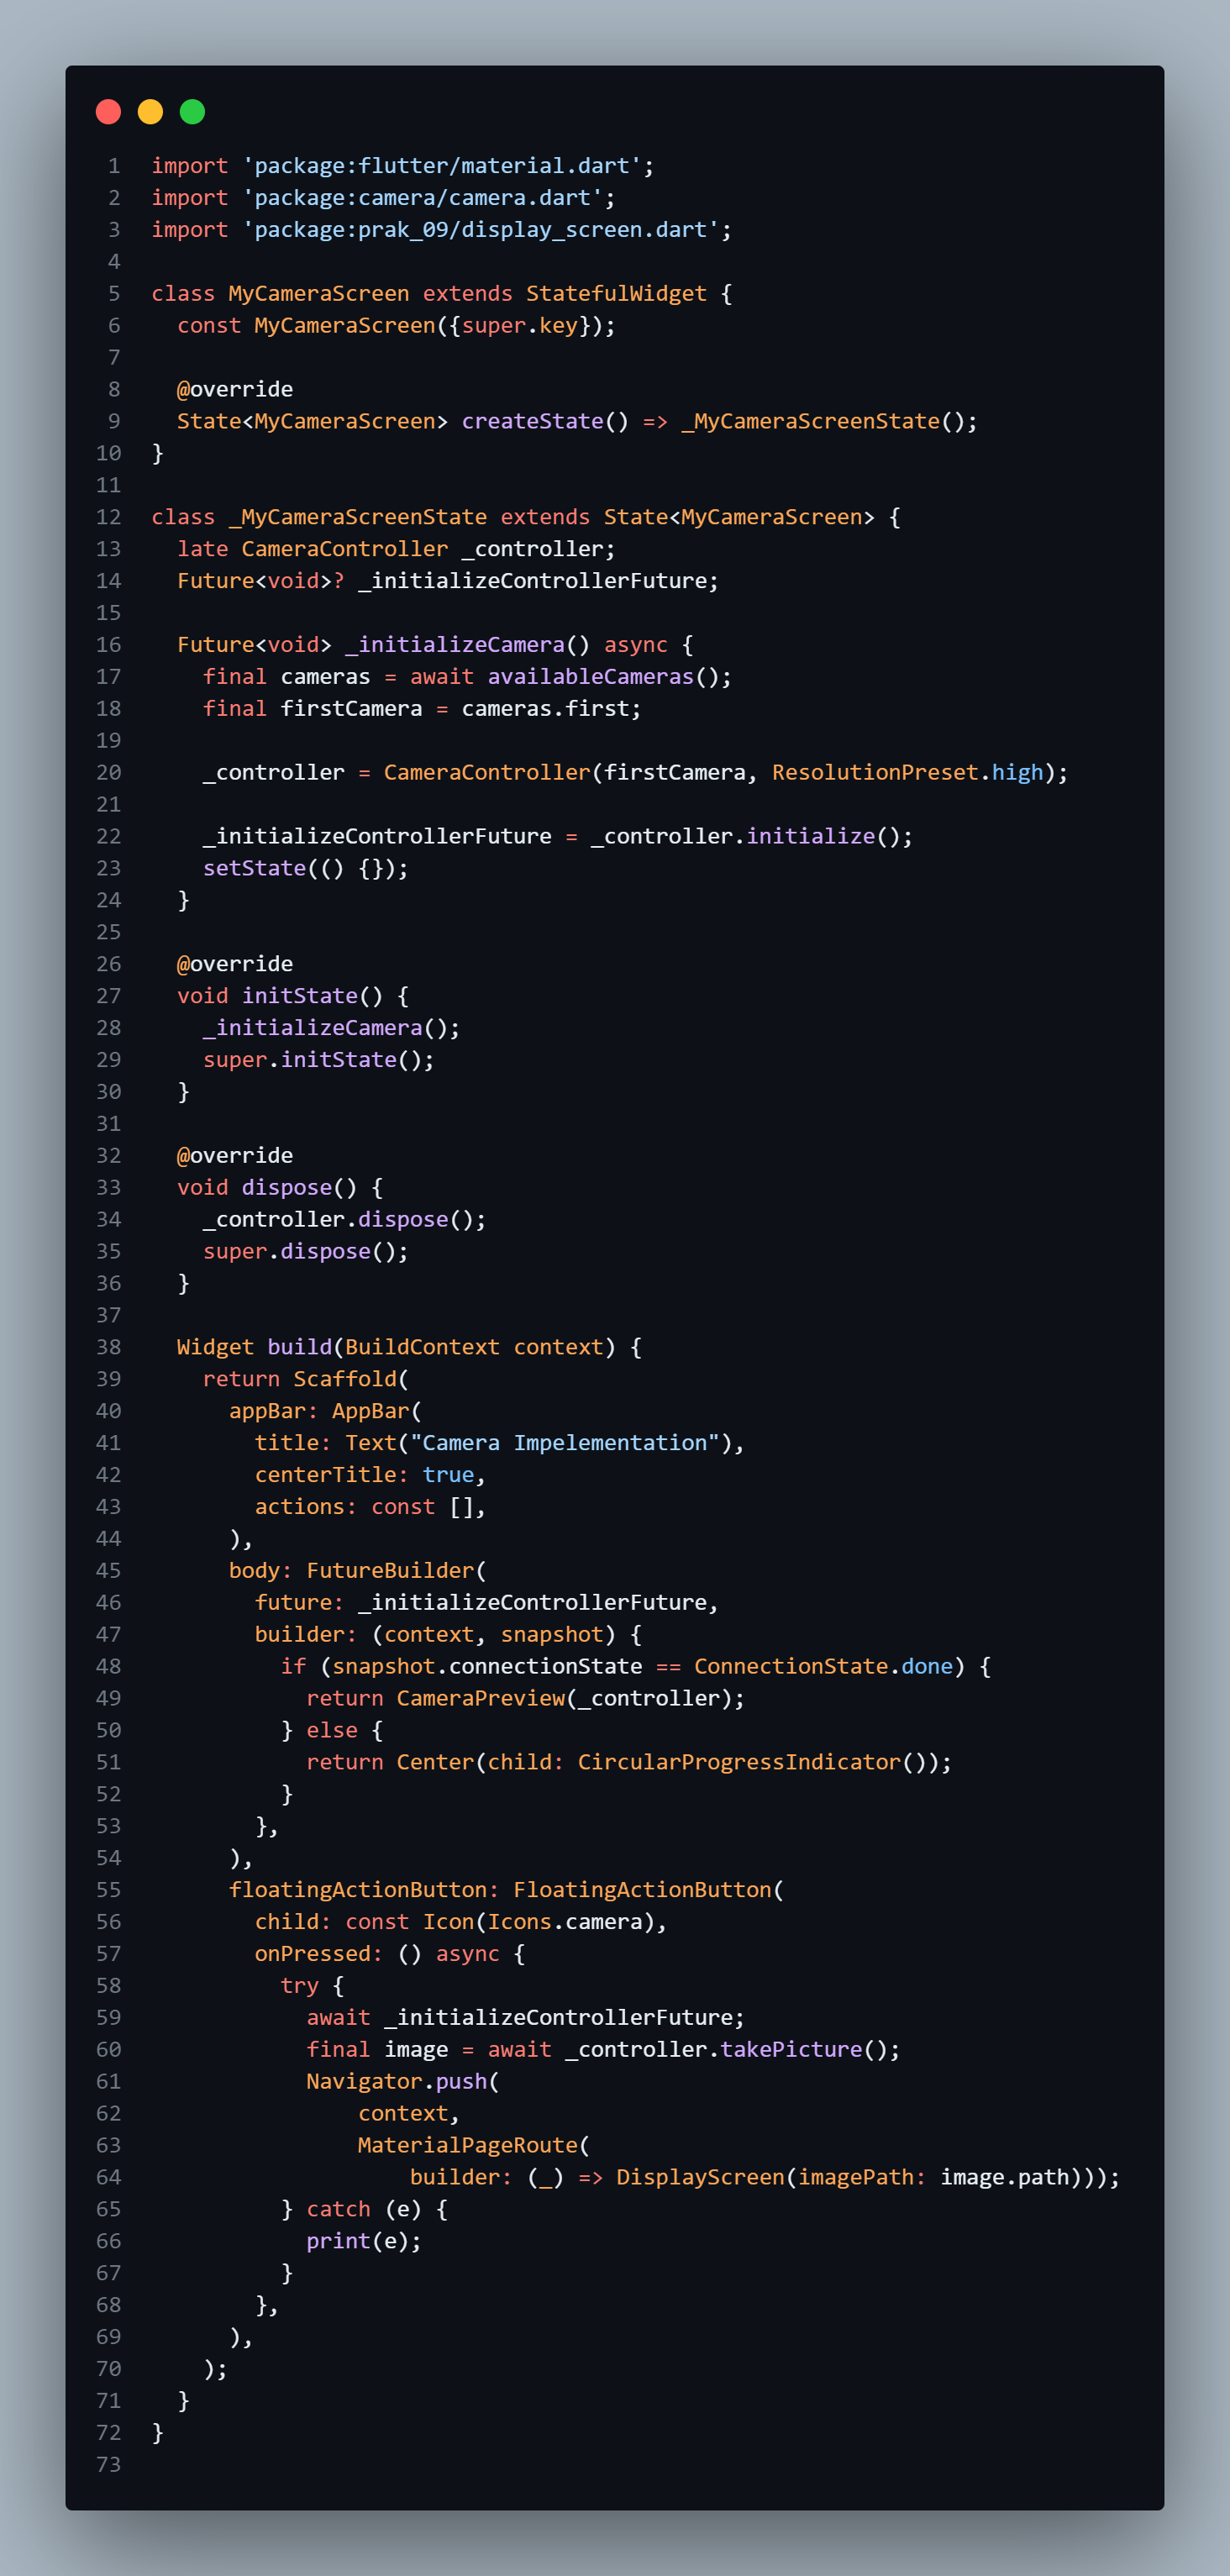 1 import 'package:flutter/material.dart';
2 import 'package:camera/camera.dart';
3 import 'package:prak_09/display_screen.dart';
4
5 class MyCameraScreen extends StatefulWidget {
6   const MyCameraScreen({super.key});
7
8   @override
9   State<MyCameraScreen> createState() => _MyCameraScreenState();
10 }
11
12 class _MyCameraScreenState extends State<MyCameraScreen> {
13   late CameraController _controller;
14   Future<void>? _initializeControllerFuture;
15
16   Future<void> _initializeCamera() async {
17     final cameras = await availableCameras();
18     final firstCamera = cameras.first;
19
20     _controller = CameraController(firstCamera, ResolutionPreset.high);
21
22     _initializeControllerFuture = _controller.initialize();
23     setState(() {});
24   }
25
26   @override
27   void initState() {
28     _initializeCamera();
29     super.initState();
30   }
31
32   @override
33   void dispose() {
34     _controller.dispose();
35     super.dispose();
36   }
37
38   Widget build(BuildContext context) {
39     return Scaffold(
40       appBar: AppBar(
41         title: Text("Camera Impelementation"),
42         centerTitle: true,
43         actions: const [],
44       ),
45       body: FutureBuilder(
46         future: _initializeControllerFuture,
47         builder: (context, snapshot) {
48           if (snapshot.connectionState == ConnectionState.done) {
49             return CameraPreview(_controller);
50           } else {
51             return Center(child: CircularProgressIndicator());
52           }
53         },
54       ),
55       floatingActionButton: FloatingActionButton(
56         child: const Icon(Icons.camera),
57         onPressed: () async {
58           try {
59             await _initializeControllerFuture;
60             final image = await _controller.takePicture();
61             Navigator.push(
62                 context,
63                 MaterialPageRoute(
64                     builder: (_) => DisplayScreen(imagePath: image.path)));
65           } catch (e) {
66             print(e);
67           }
68         },
69       ),
70     );
71   }
72 }
73